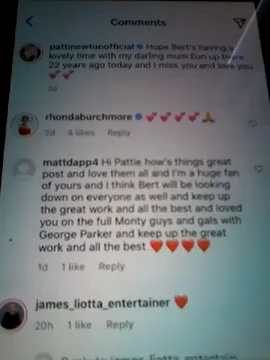 Comments
pattinewtonofficial Hope Bert's having a
lovely time with my darling mum Eun up there
22 years ago today and I miss you and love you
💕💕
2d
rhondaburchmore 💕💕💕💕🙏
2d 4 likes Reply
mattdapp4 Hi Pattie how's things great
post and love them all and I'm a huge fan
of yours and I think Bert will be looking
down on everyone as well and keep up
the great work and all the best and loved
you on the full Monty guys and gals with
George Parker and keep up the great
work and all the best ❤️❤️❤️❤️
1d 1 like Reply
james_liotta_entertainer ❤️
20h 1 like Reply
Reply to james_liotta_entertainer